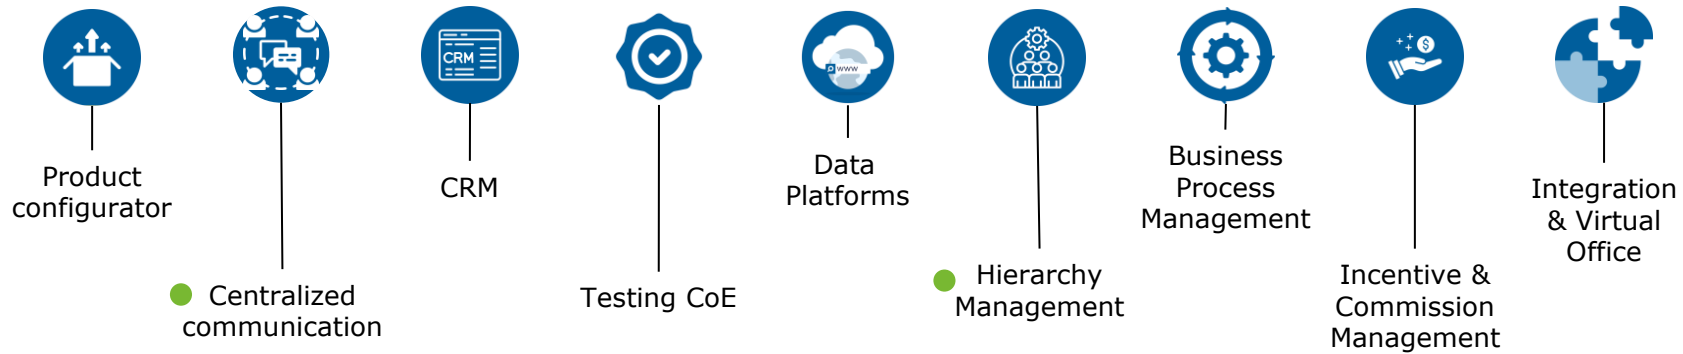 CRM
www
Product
configurator
Centralized
communication
CRM
Testing CoE
Data
Platforms
Hierarchy
Management
Business
Process
Management
Incentive &
Commission
Management
Integration
& Virtual
Office